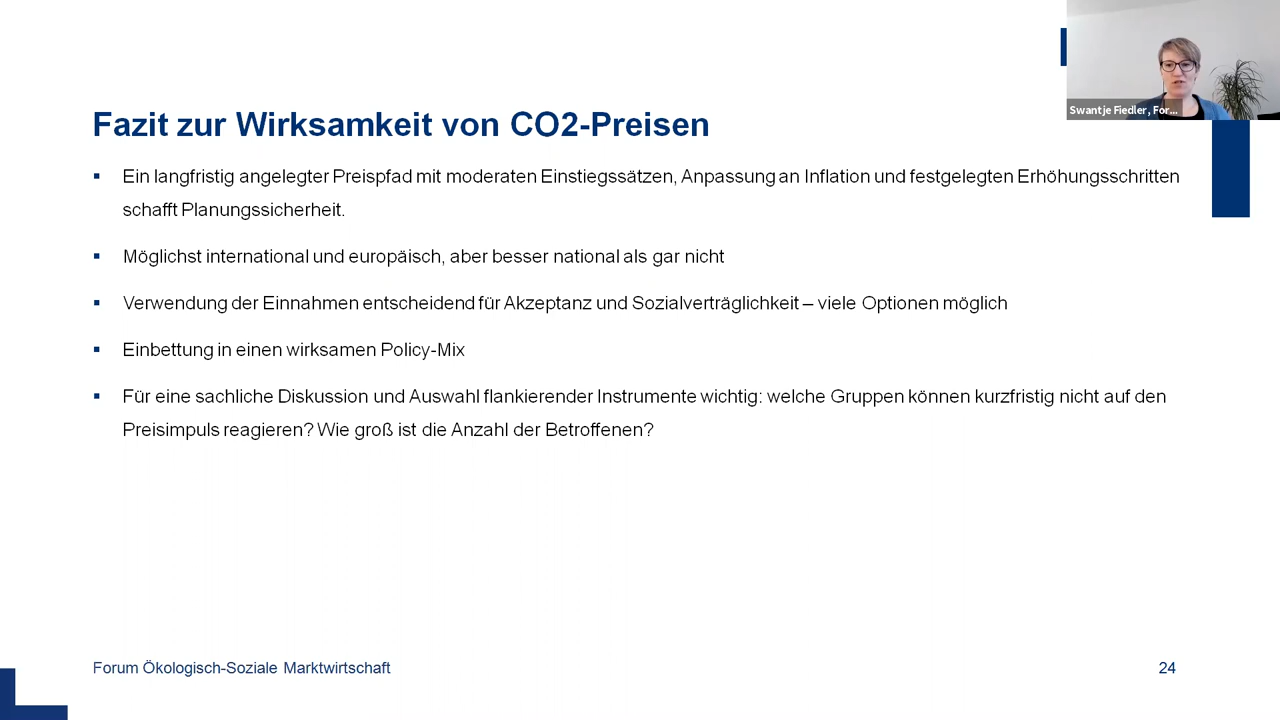 Swantje Fiedler, For...
Fazit zur Wirksamkeit von CO2-Preisen
▪ Ein langfristig angelegter Preispfad mit moderaten Einstiegssätzen, Anpassung an Inflation und festgelegten Erhöhungsschritten
schafft Planungssicherheit.
▪ Möglichst international und europäisch, aber besser national als gar nicht
▪ Verwendung der Einnahmen entscheidend für Akzeptanz und Sozialverträglichkeit – viele Optionen möglich
▪ Einbettung in einen wirksamen Policy-Mix
▪ Für eine sachliche Diskussion und Auswahl flankierender Instrumente wichtig: welche Gruppen können kurzfristig nicht auf den
Preisimpuls reagieren? Wie groß ist die Anzahl der Betroffenen?
Forum Ökologisch-Soziale Marktwirtschaft
24